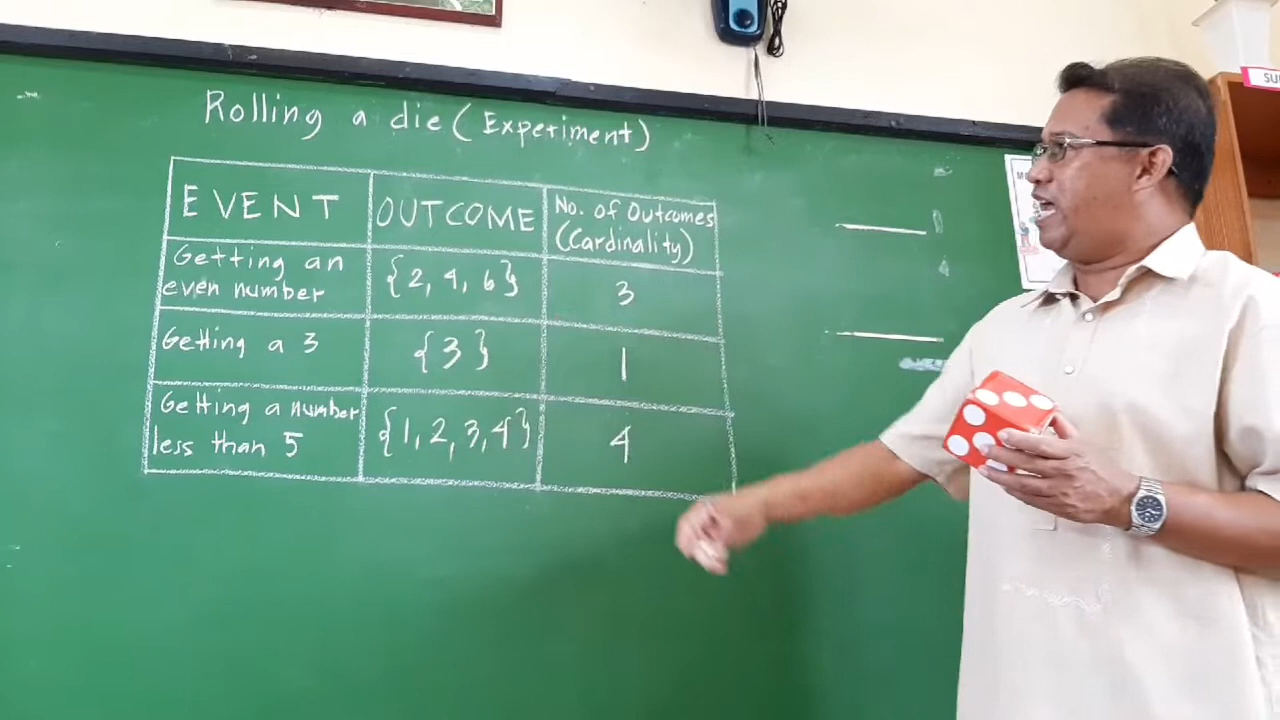 Rolling a die (Experiment)
EVENT
OUTCOME
No. of Outcomes
(Cardinality)
Getting an
even number
{2, 4, 6}
3
Getting a 3
{3}
1
Getting a number
less than 5
{1, 2, 3, 4}
4